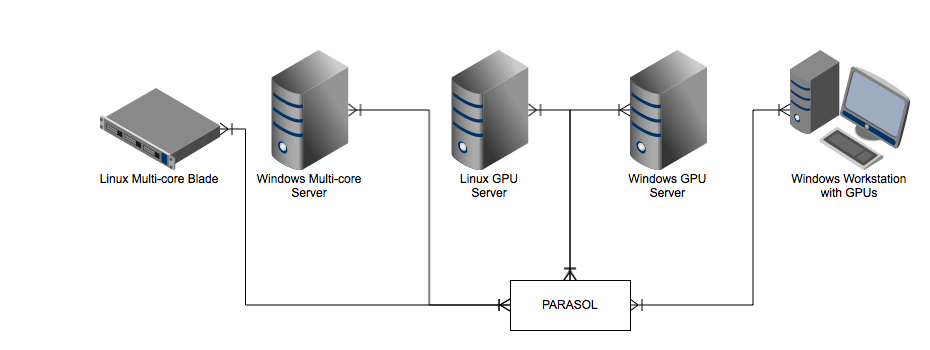 Linux Multi-core Blade
Windows Multi-core
Server
Linux GPU
Server
Windows GPU
Server
Windows Workstation
with GPUs
PARASOL